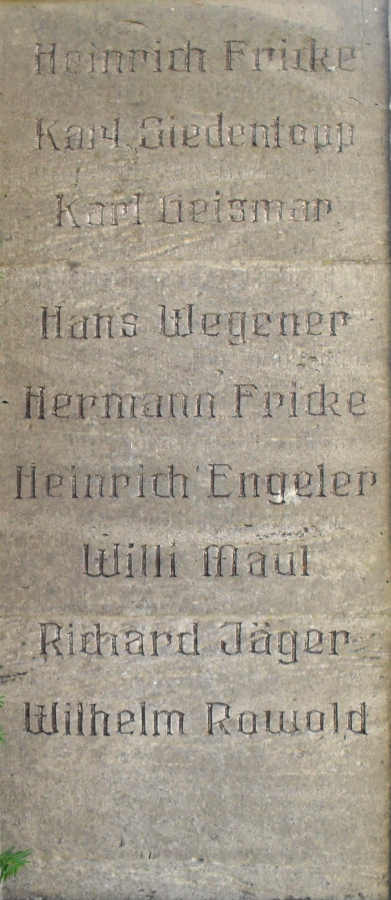 Heinrich Fricke
Karl Siedentopp
Karl Geismar
Hans Wegener
Hermann Fricke
Heinrich Engeler
Willi Maul
Richard Jäger
Wilhelm Rowold